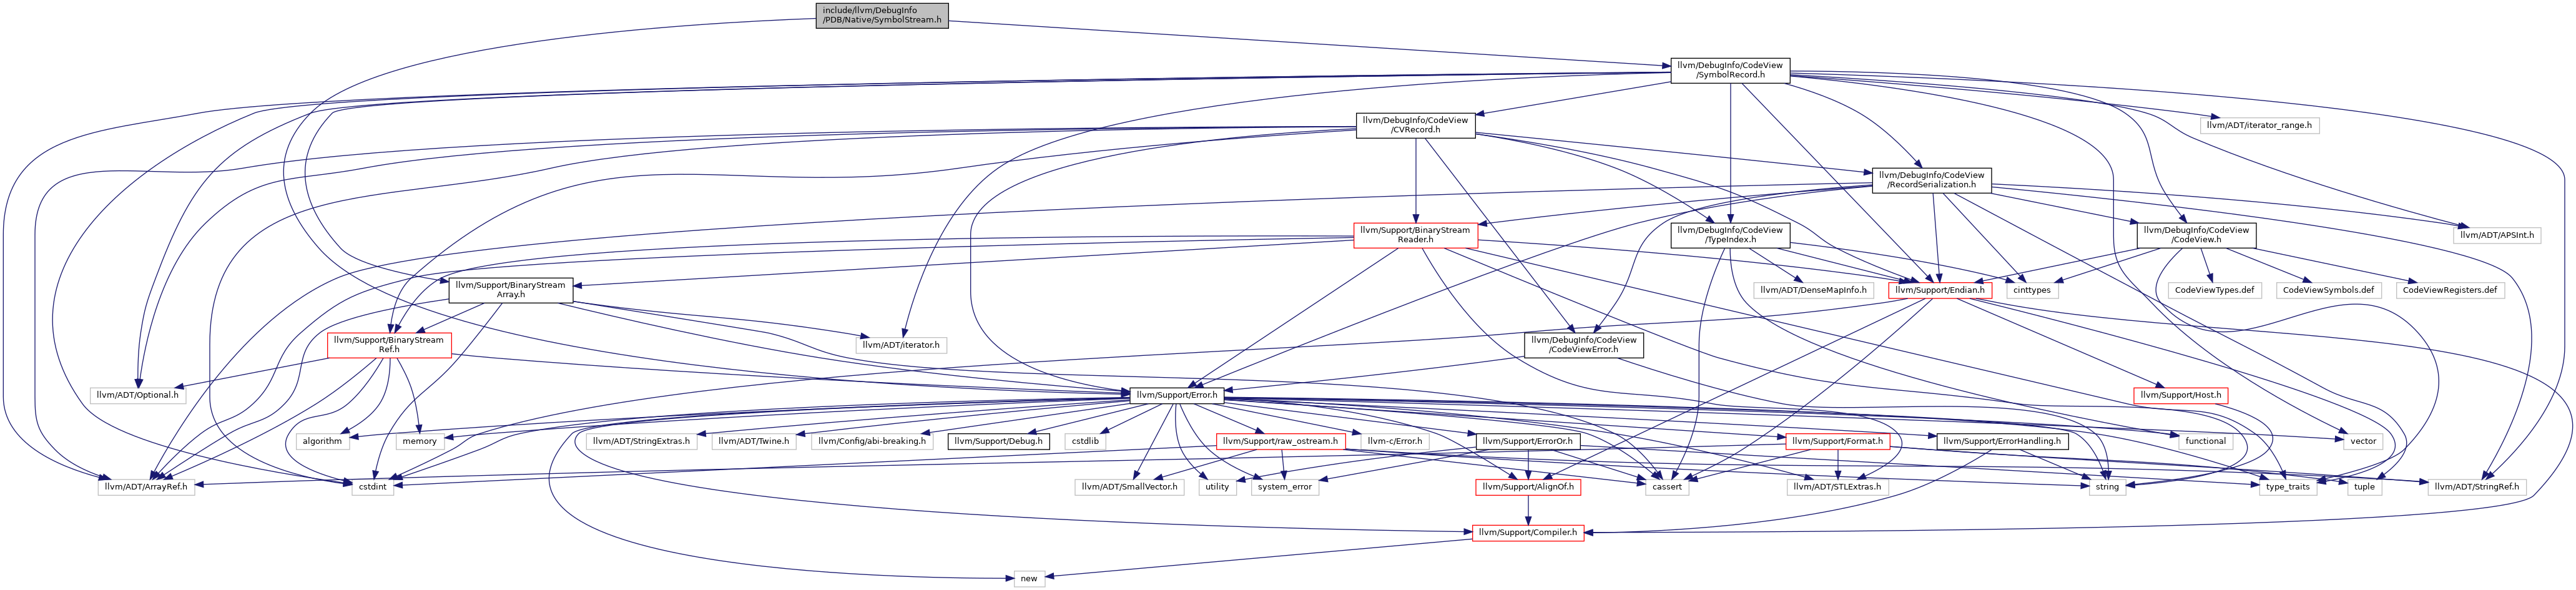 include/llvm/DebugInfo
/PDB/Native/SymbolStream.h
llvm/DebugInfo/CodeView
/SymbolRecord.h
llvm/DebugInfo/CodeView
/CVRecord.h
llvm/ADT/iterator_range.h
llvm/DebugInfo/CodeView
/RecordSerialization.h
llvm/Support/BinaryStream
Reader.h
llvm/DebugInfo/CodeView
/TypeIndex.h
llvm/DebugInfo/CodeView
/CodeView.h
llvm/ADT/APSInt.h
llvm/Support/BinaryStream
Array.h
llvm/ADT/DenseMapInfo.h
llvm/Support/Endian.h
cinttypes
CodeViewTypes.def
CodeViewSymbols.def
CodeViewRegisters.def
llvm/Support/BinaryStream
Ref.h
llvm/ADT/iterator.h
llvm/DebugInfo/CodeView
/CodeViewError.h
llvm/ADT/Optional.h
llvm/Support/Error.h
llvm/Support/Host.h
algorithm
memory
llvm/ADT/StringExtras.h
llvm/ADT/Twine.h
llvm/Config/abi-breaking.h
llvm/Support/Debug.h
cstdlib
llvm/Support/raw_ostream.h
llvm-c/Error.h
llvm/Support/ErrorOr.h
llvm/Support/Format.h
llvm/Support/ErrorHandling.h
functional
vector
llvm/ADT/ArrayRef.h
cstdint
llvm/ADT/SmallVector.h
utility
system_error
llvm/Support/AlignOf.h
cassert
llvm/ADT/STLExtras.h
string
type_traits
tuple
llvm/ADT/StringRef.h
llvm/Support/Compiler.h
new